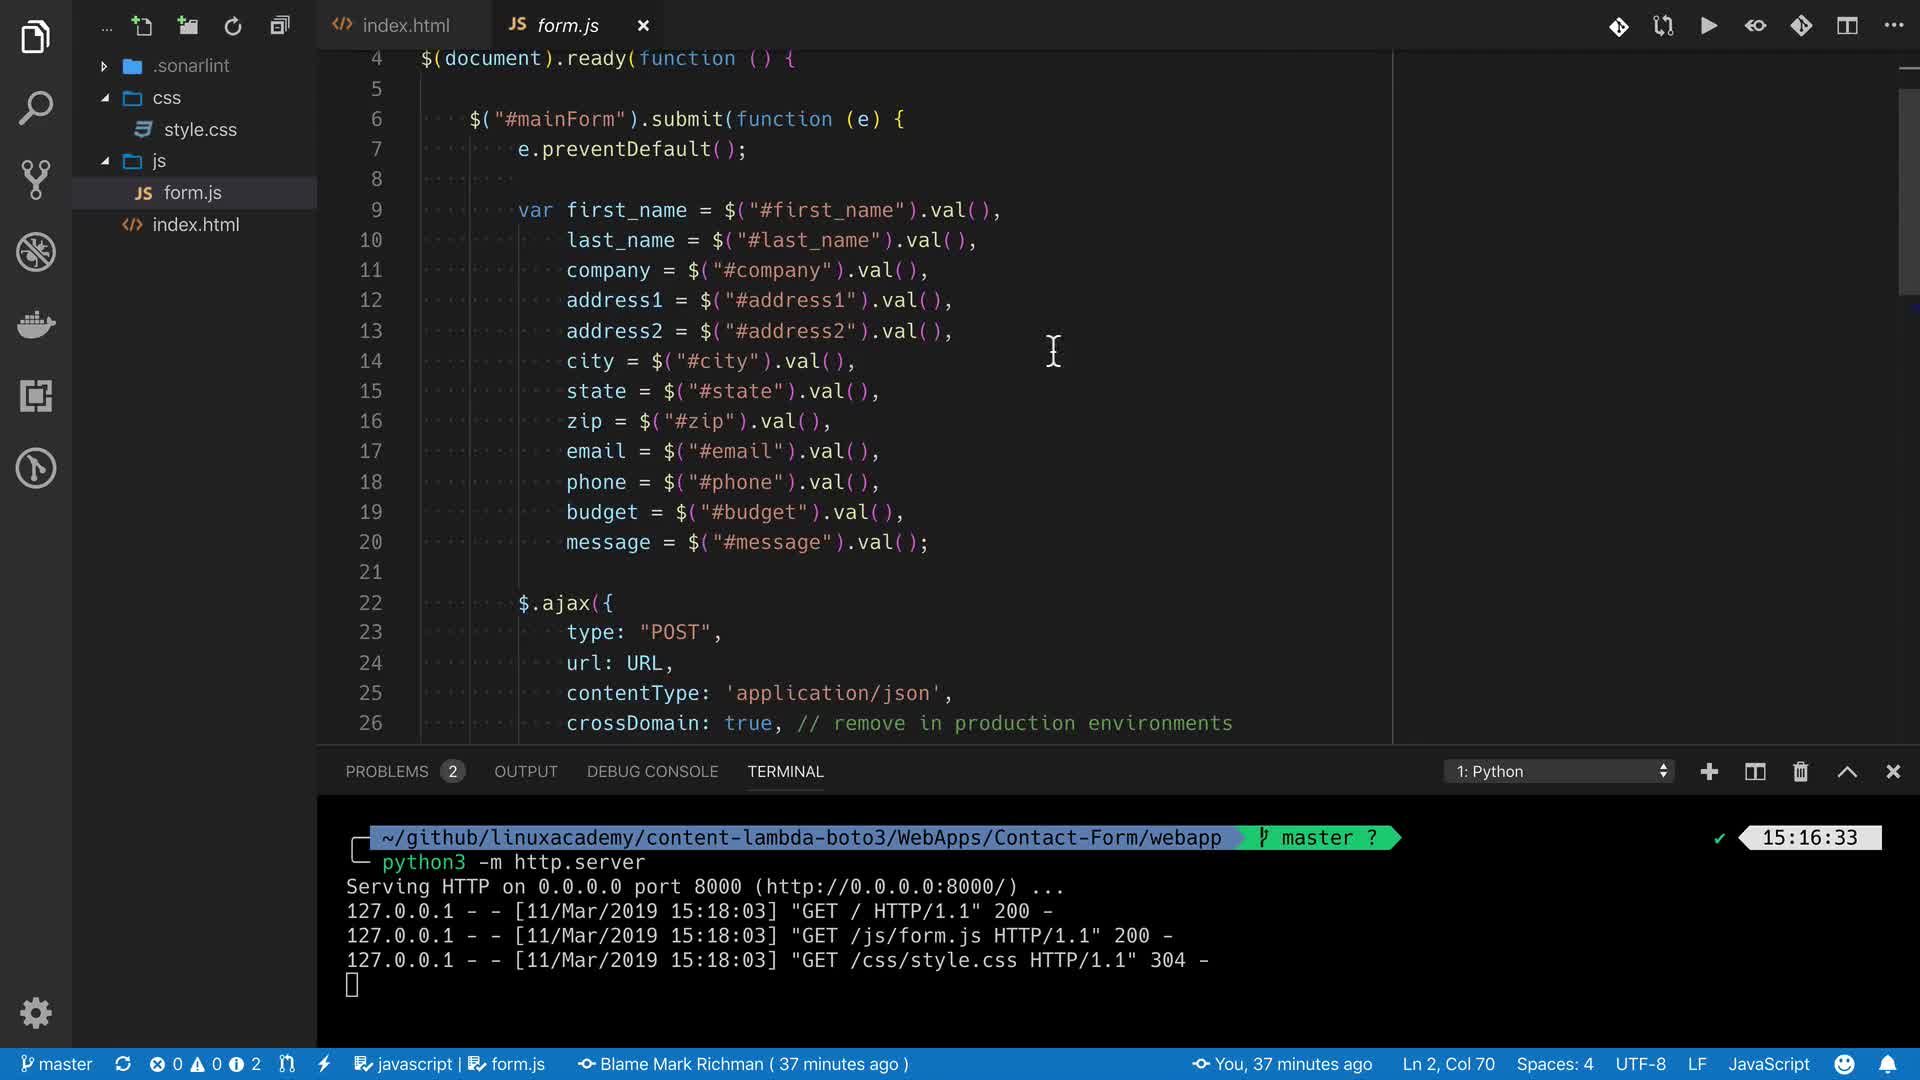 ... index.html JS form.js
.sonarlint
css
style.css
js
JS form.js
index.html
4 $(document).ready(function () {
5
6 $("#mainForm").submit(function (e) {
7 e.preventDefault();
8
9 var first_name = $("#first_name").val(),
10 last_name = $("#last_name").val(),
11 company = $("#company").val(),
12 address1 = $("#address1").val(),
13 address2 = $("#address2").val(),
14 city = $("#city").val(),
15 state = $("#state").val(),
16 zip = $("#zip").val(),
17 email = $("#email").val(),
18 phone = $("#phone").val(),
19 budget = $("#budget").val(),
20 message = $("#message").val();
21
22 $.ajax({
23 type: "POST",
24 url: URL,
25 contentType: 'application/json',
26 crossDomain: true, // remove in production environments
PROBLEMS 2 OUTPUT DEBUG CONSOLE TERMINAL 1: Python
~/github/linuxacademy/content-lambda-boto3/WebApps/Contact-Form/webapp master ? ✔ 15:16:33
python3 -m http.server
Serving HTTP on 0.0.0.0 port 8000 (http://0.0.0.0:8000/) ...
127.0.0.1 - - [11/Mar/2019 15:18:03] "GET / HTTP/1.1" 200 -
127.0.0.1 - - [11/Mar/2019 15:18:03] "GET /js/form.js HTTP/1.1" 200 -
127.0.0.1 - - [11/Mar/2019 15:18:03] "GET /css/style.css HTTP/1.1" 304 -
master 0 0 2 javascript | form.js Blame Mark Richman ( 37 minutes ago ) You, 37 minutes ago Ln 2, Col 70 Spaces: 4 UTF-8 LF JavaScript